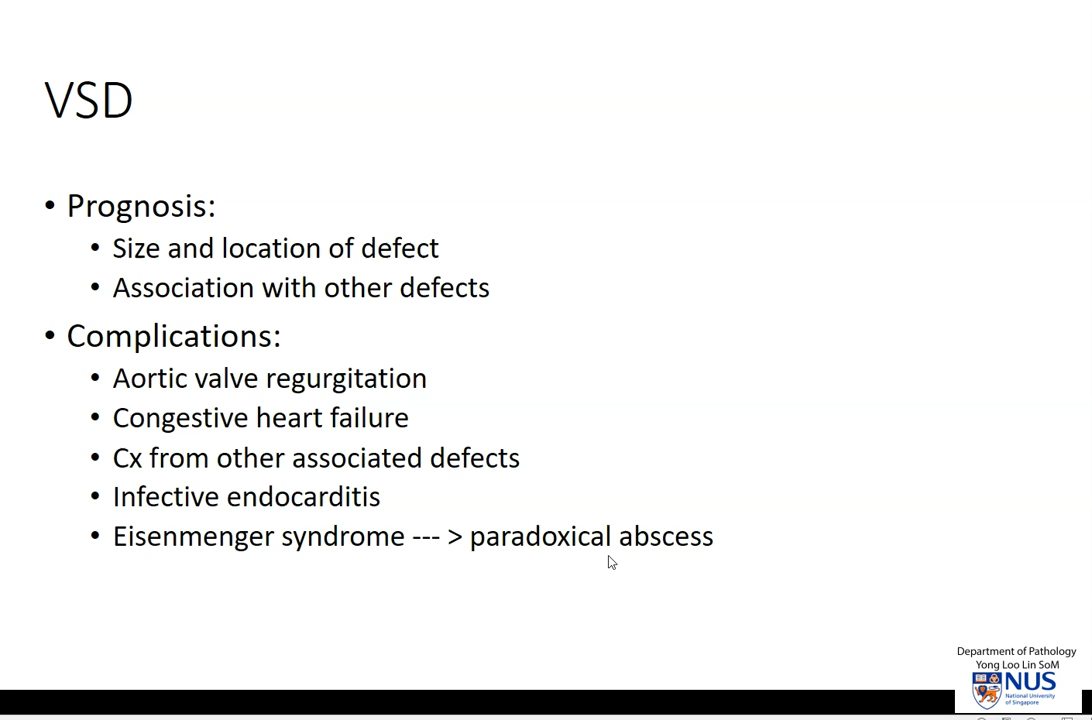 VSD
• Prognosis:
• Size and location of defect
• Association with other defects
• Complications:
• Aortic valve regurgitation
• Congestive heart failure
• Cx from other associated defects
• Infective endocarditis
• Eisenmenger syndrome --- > paradoxical abscess
Department of Pathology
Yong Loo Lin SoM
NUS
National University
of Singapore